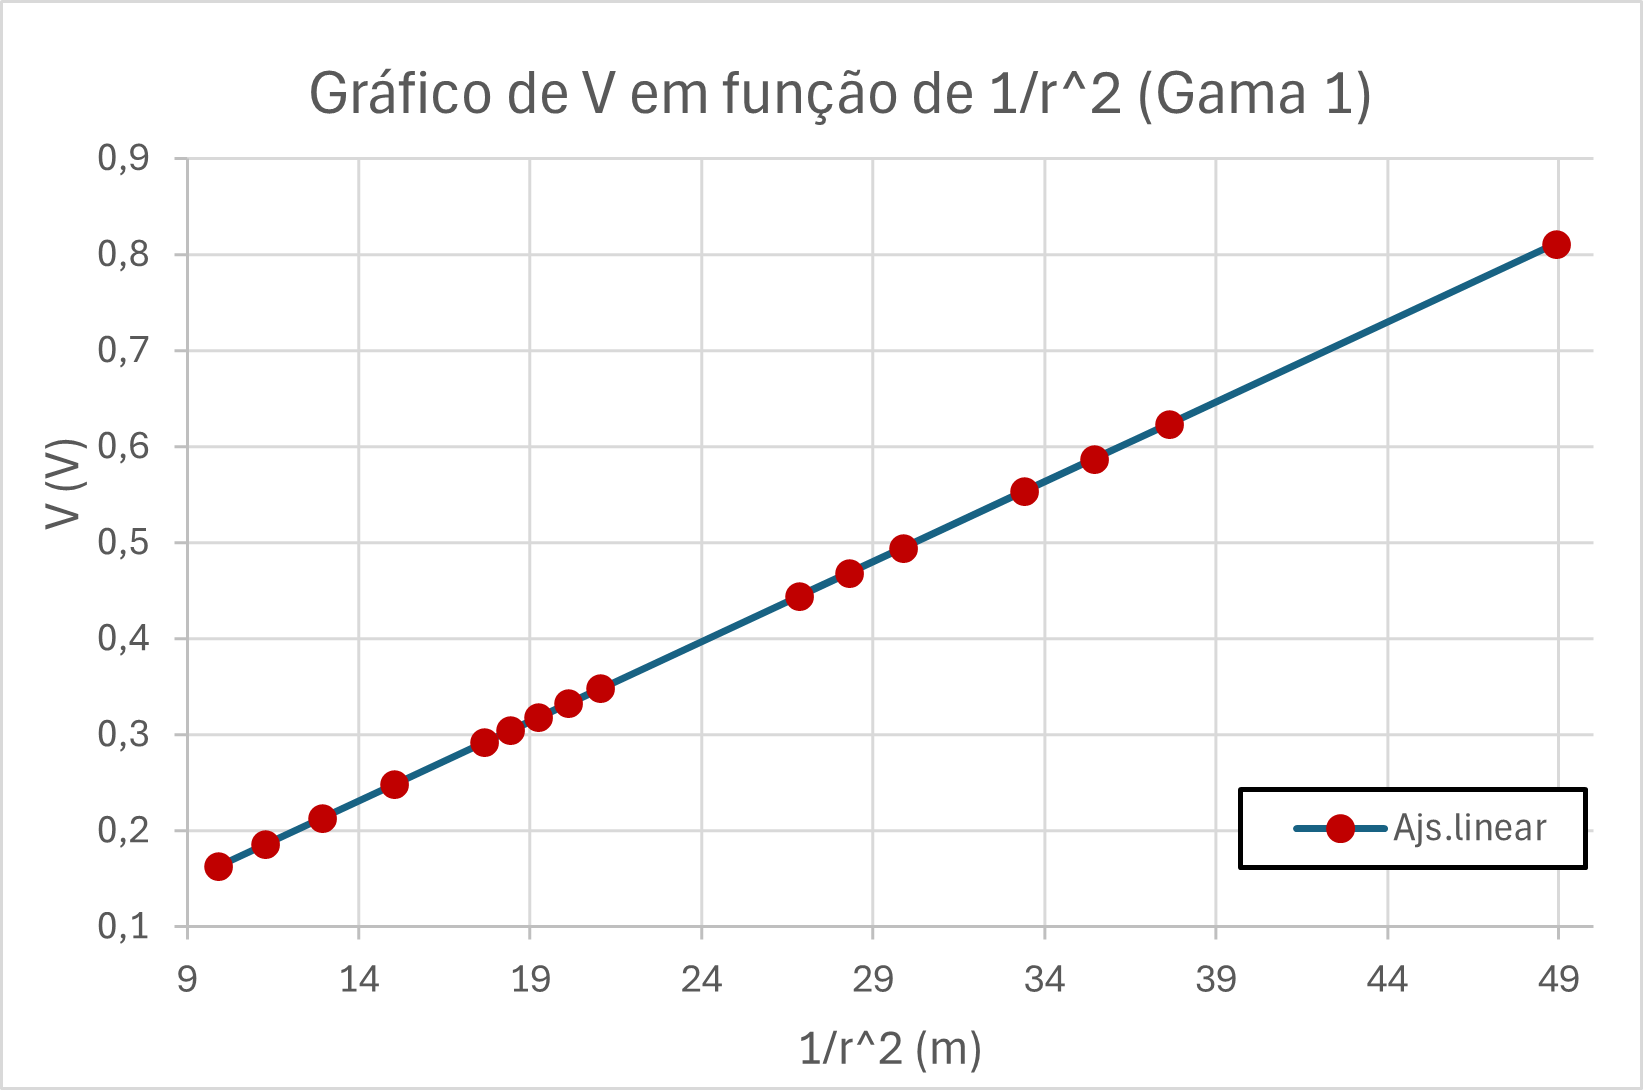 Gráfico de V em função de 1/r^2 (Gama 1)
0,9
0,8
0,7
0,6
0,5
0,4
0,3
0,2
0,1
V (V)
Ajs.linear
9 14 19 24 29 34 39 44 49
1/r^2 (m)